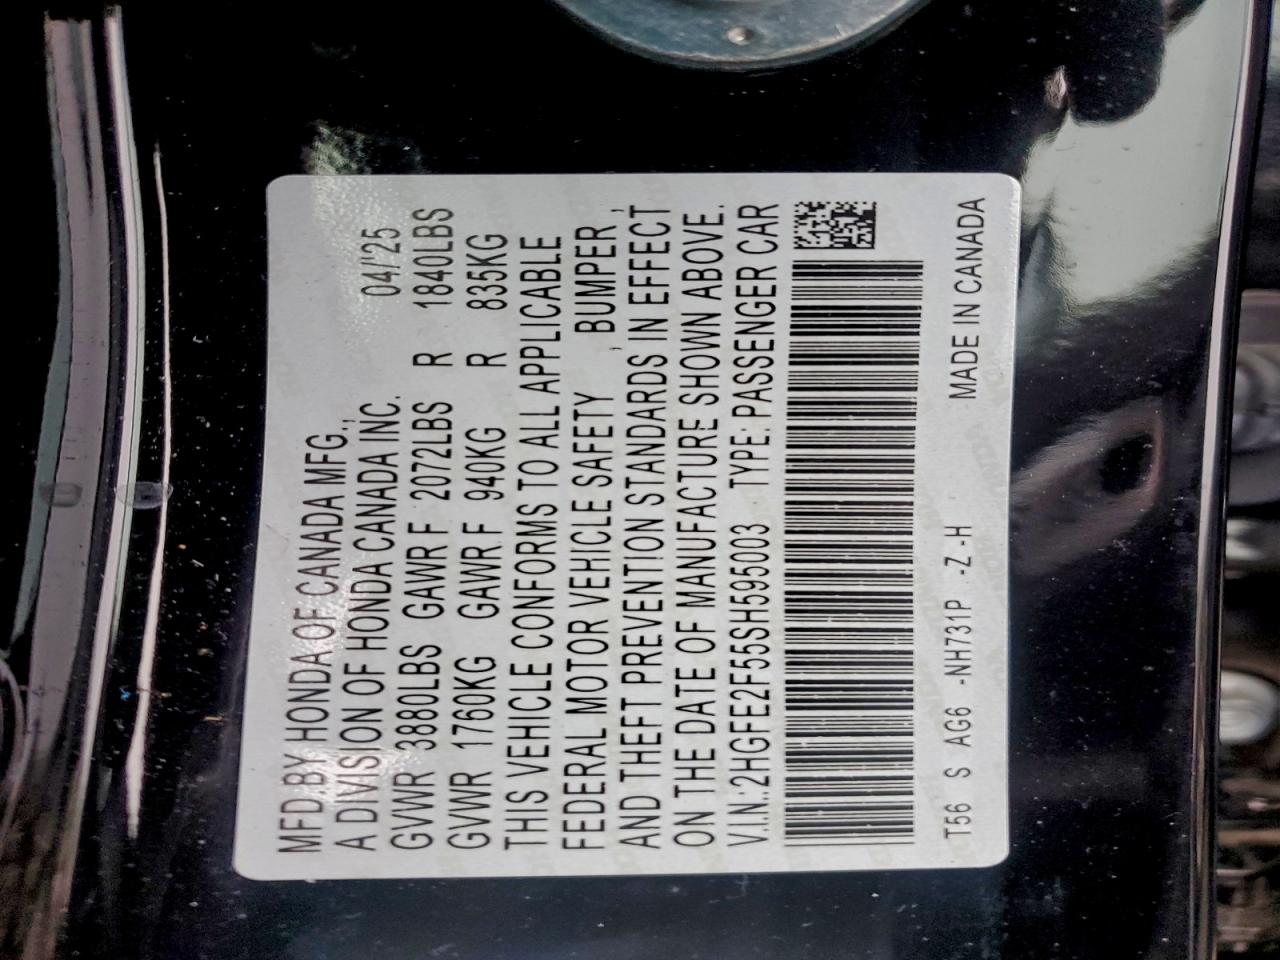 MFD.BY HONDA OF CANADA MFG.,
A DIVISION OF HONDA CANADA INC. 04/'25
GVWR 3880LBS GAWR F 2072LBS R 1840LBS
GVWR 1760KG GAWR F 940KG R 835KG
THIS VEHICLE CONFORMS TO ALL APPLICABLE
FEDERAL MOTOR VEHICLE SAFETY , BUMPER ,
AND THEFT PREVENTION STANDARDS IN EFFECT
ON THE DATE OF MANUFACTURE SHOWN ABOVE.
V.I.N.:2HGFE2F55SH595003 TYPE:PASSENGER CAR
T56 S AG6 -NH731P -Z -H - MADE IN CANADA